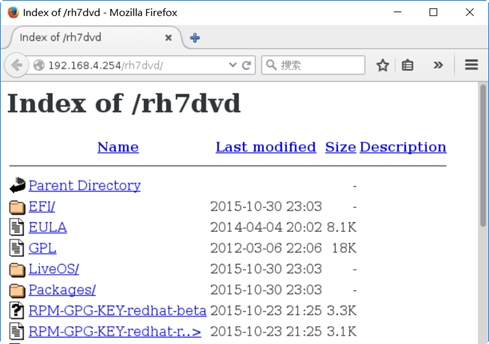 Index of /rh7dvd - Mozilla Firefox
Index of /rh7dvd
192.168.4.254/rh7dvd/ 搜索
Index of /rh7dvd
Name Last modified Size Description
Parent Directory -
EFI/ 2015-10-30 23:03 -
EULA 2014-04-04 20:02 8.1K
GPL 2012-03-06 22:06 18K
LiveOS/ 2015-10-30 23:03 -
Packages/ 2015-10-30 23:03 -
RPM-GPG-KEY-redhat-beta 2015-10-23 21:25 3.3K
RPM-GPG-KEY-redhat-r..> 2015-10-23 21:25 3.1K